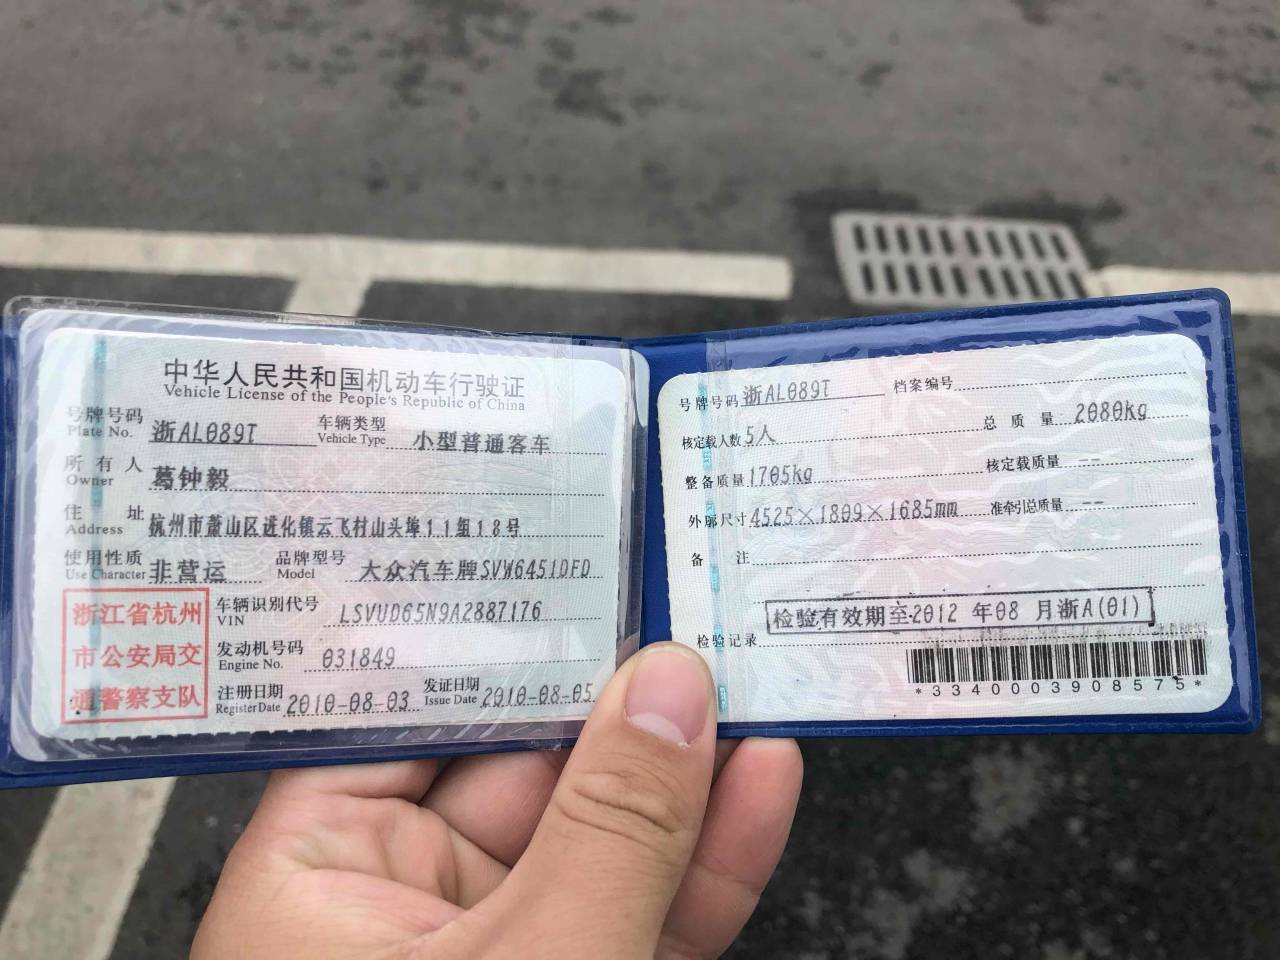 中华人民共和国机动车行驶证
Vehicle License of the People's Republic of China
号牌号码 浙AL089T 车辆类型 小型普通客车
Plate No. Vehicle Type
所有人 葛钟毅
Owner
住址 杭州市萧山区进化镇云飞村山头埠11组18号
Address
使用性质 非营运 品牌型号 大众汽车牌SVW6451DFD
Use Character Model
浙江省杭州
市公安局交
通警察支队
车辆识别代号 LSVUD65N9A2887176
VIN
发动机号码 031849
Engine No.
注册日期 2010-08-03 发证日期 2010-08-05
Register Date Issue Date
号牌号码 浙AL089T 档案编号
核定载人数 5人 总质量 2080kg
整备质量 1705kg 核定载质量 --
外廓尺寸 4525×1809×1685mm 准牵引总质量 --
备注
检验有效期至2012 年08 月浙A(01)
检验记录
*3340003908575*